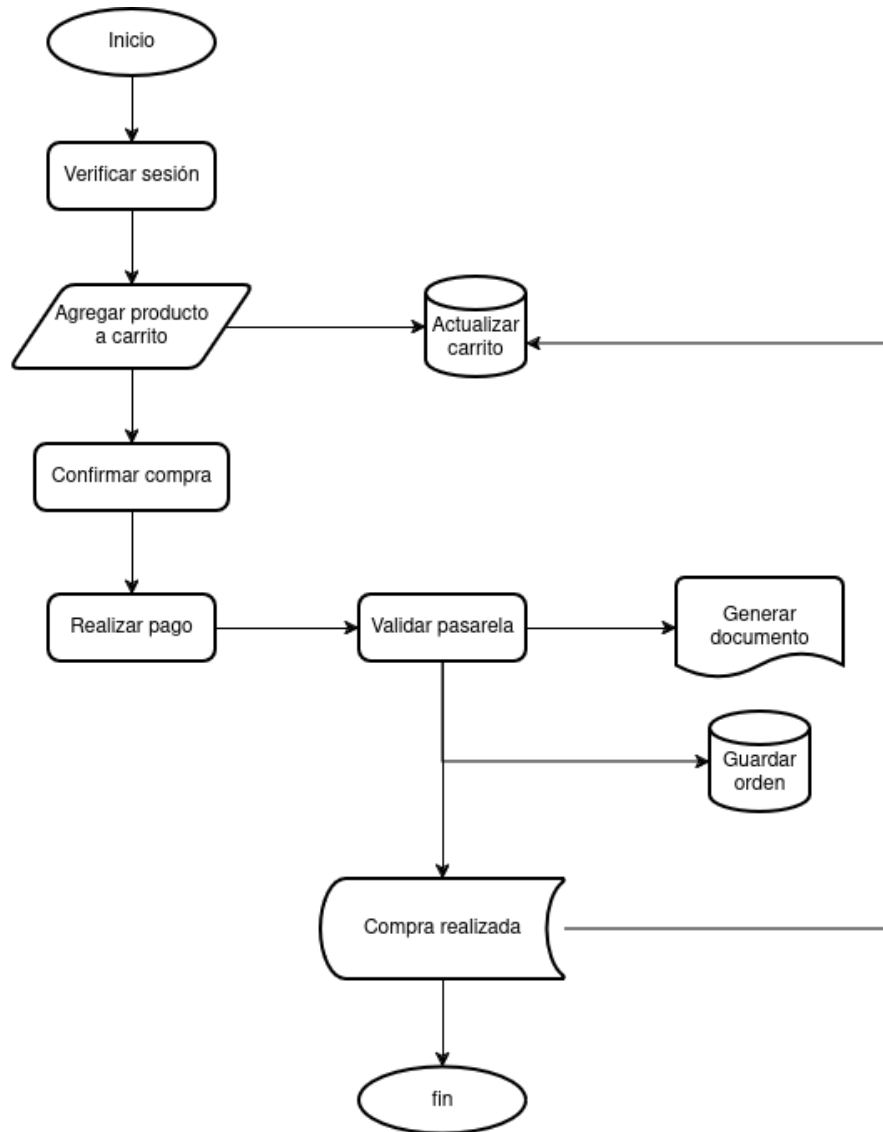 Inicio
Verificar sesión
Agregar producto
a carrito
Actualizar
carrito
Confirmar compra
Realizar pago
Validar pasarela
Generar
documento
Guardar
orden
Compra realizada
fin